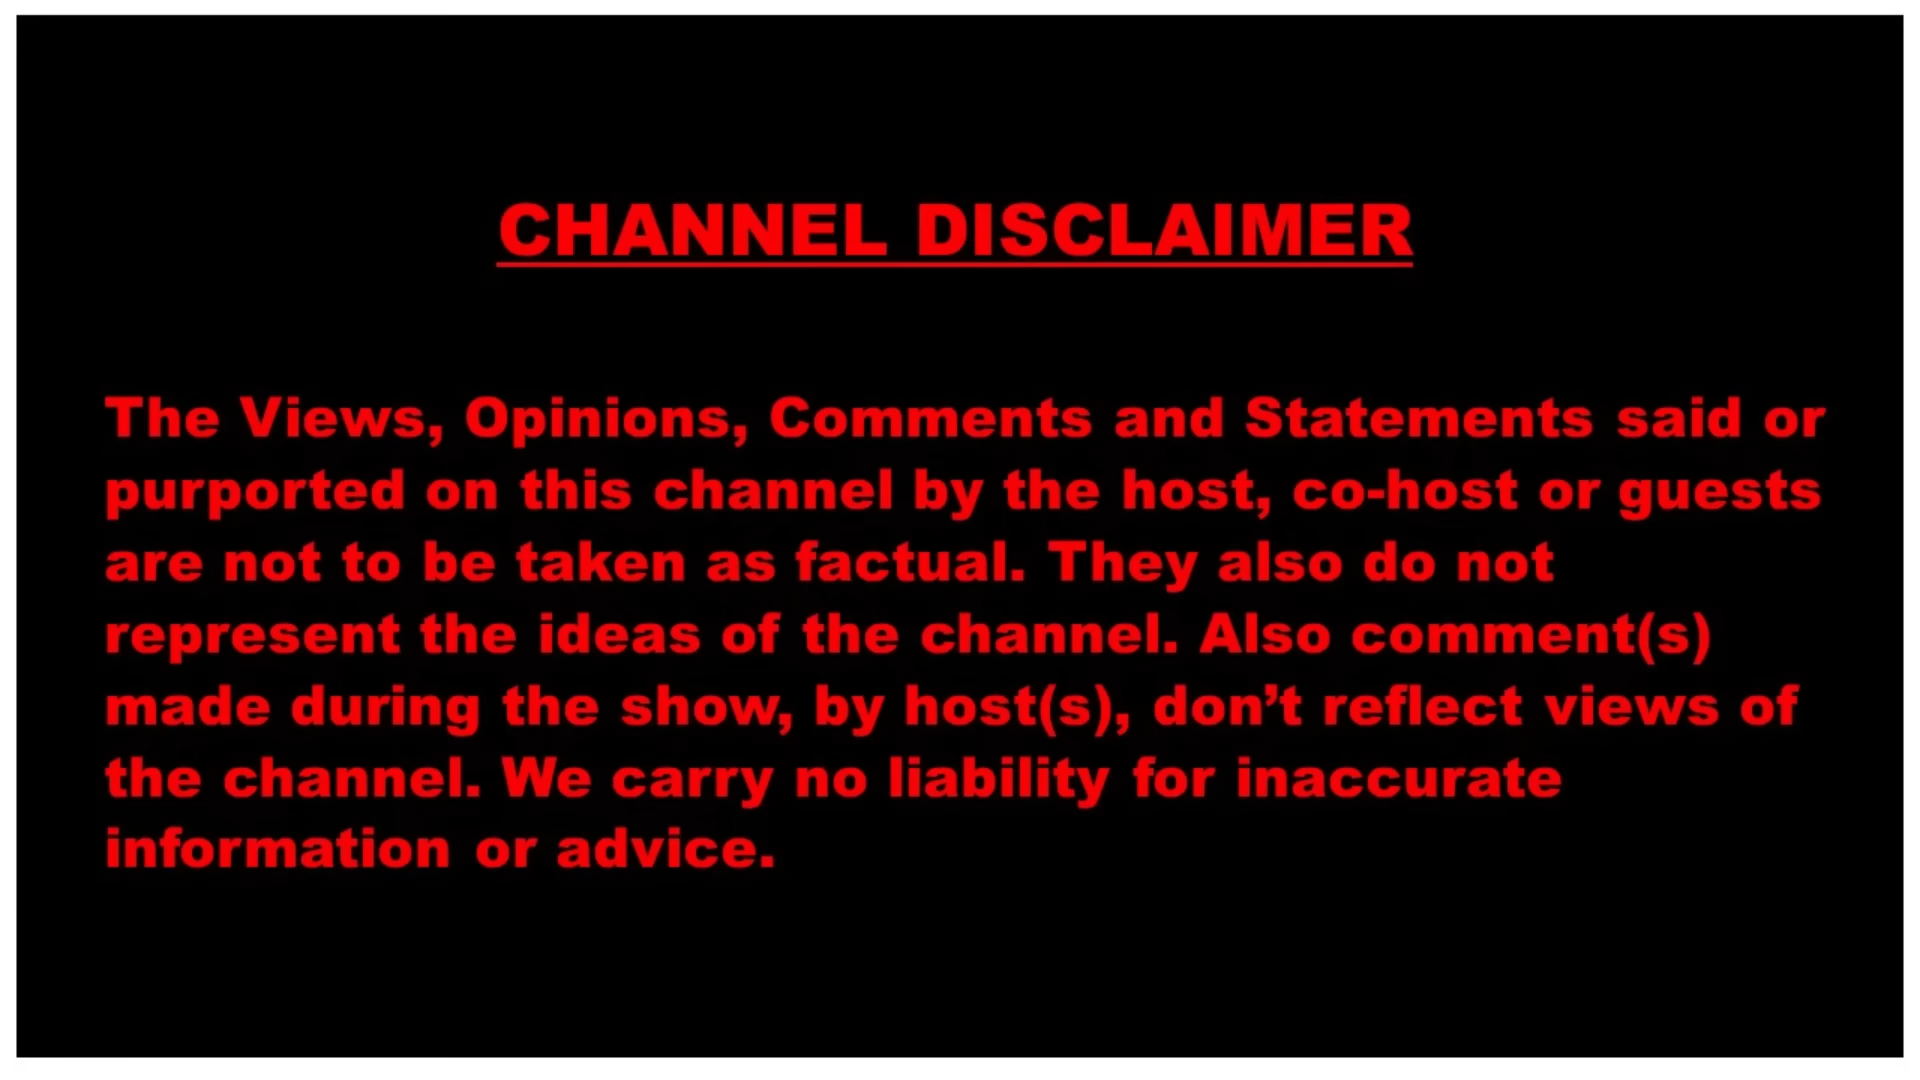 CHANNEL DISCLAIMER
The Views, Opinions, Comments and Statements said or
purported on this channel by the host, co-host or guests
are not to be taken as factual. They also do not
represent the ideas of the channel. Also comment(s)
made during the show, by host(s), don’t reflect views of
the channel. We carry no liability for inaccurate
information or advice.